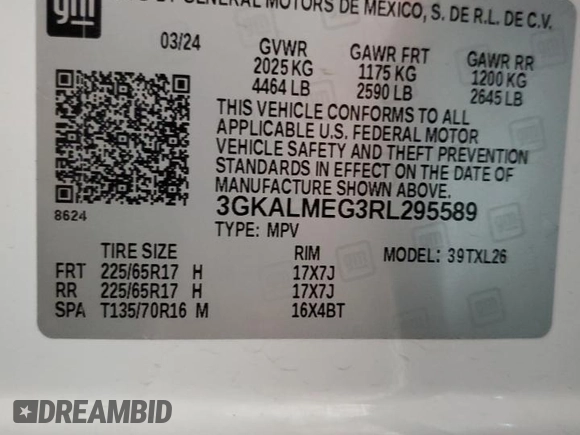 gm
BY GENERAL MOTORS DE MEXICO, S. DE R.L. DE C.V.
03/24 GVWR GAWR FRT GAWR RR
2025 KG 1175 KG 1200 KG
4464 LB 2590 LB 2645 LB
THIS VEHICLE CONFORMS TO ALL
APPLICABLE U.S. FEDERAL MOTOR
VEHICLE SAFETY AND THEFT PREVENTION
STANDARDS IN EFFECT ON THE DATE OF
MANUFACTURE SHOWN ABOVE.
8624 3GKALMEG3RL295589
TYPE: MPV
TIRE SIZE RIM MODEL: 39TXL26
FRT 225/65R17 H 17X7J
RR 225/65R17 H 17X7J
SPA T135/70R16 M 16X4BT
DREAMBID